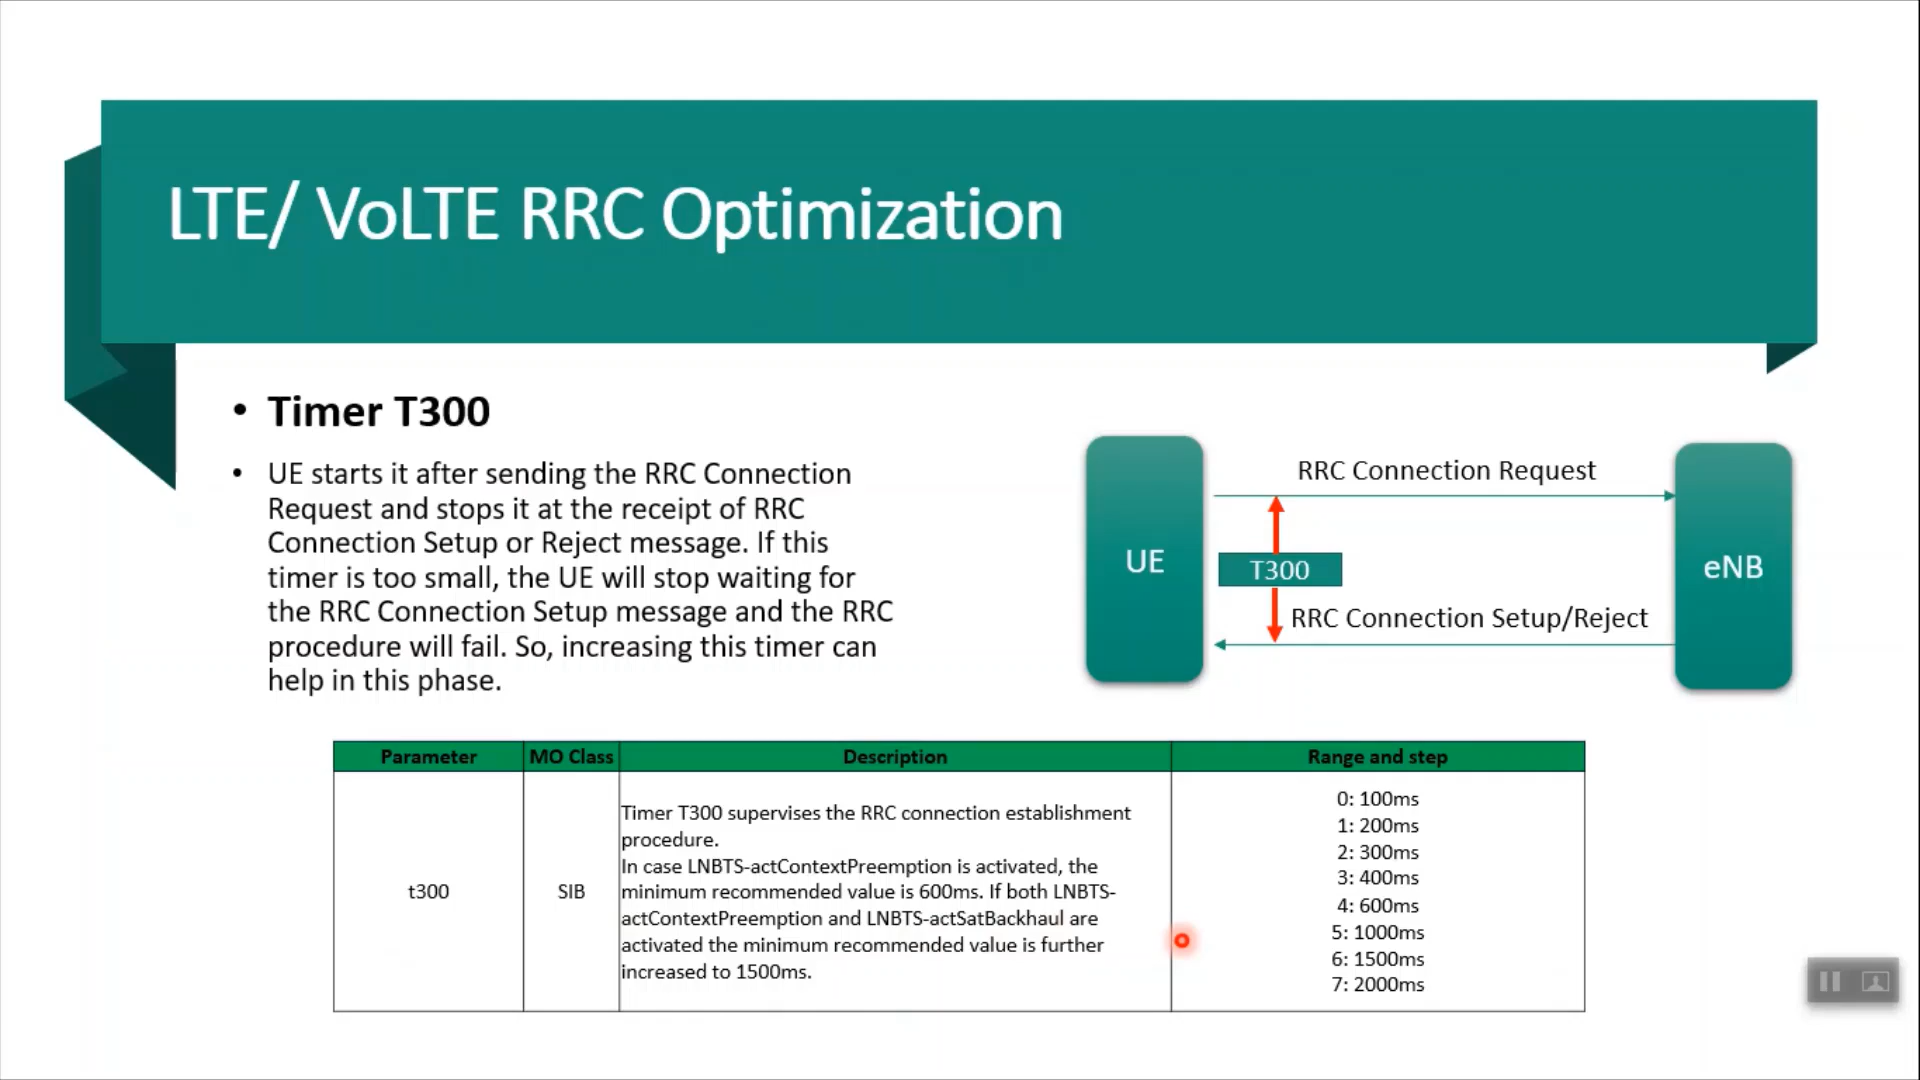 LTE/ VoLTE RRC Optimization
• Timer T300
• UE starts it after sending the RRC Connection
Request and stops it at the receipt of RRC
Connection Setup or Reject message. If this
timer is too small, the UE will stop waiting for
the RRC Connection Setup message and the RRC
procedure will fail. So, increasing this timer can
help in this phase.
UE
RRC Connection Request
T300
RRC Connection Setup/Reject
eNB
Parameter MO Class Description Range and step
t300
SIB
Timer T300 supervises the RRC connection establishment
procedure.
In case LNBTS-actContextPreemption is activated, the
minimum recommended value is 600ms. If both LNBTS-
actContextPreemption and LNBTS-actSatBackhaul are
activated the minimum recommended value is further
increased to 1500ms.
0: 100ms
1: 200ms
2: 300ms
3: 400ms
4: 600ms
5: 1000ms
6: 1500ms
7: 2000ms